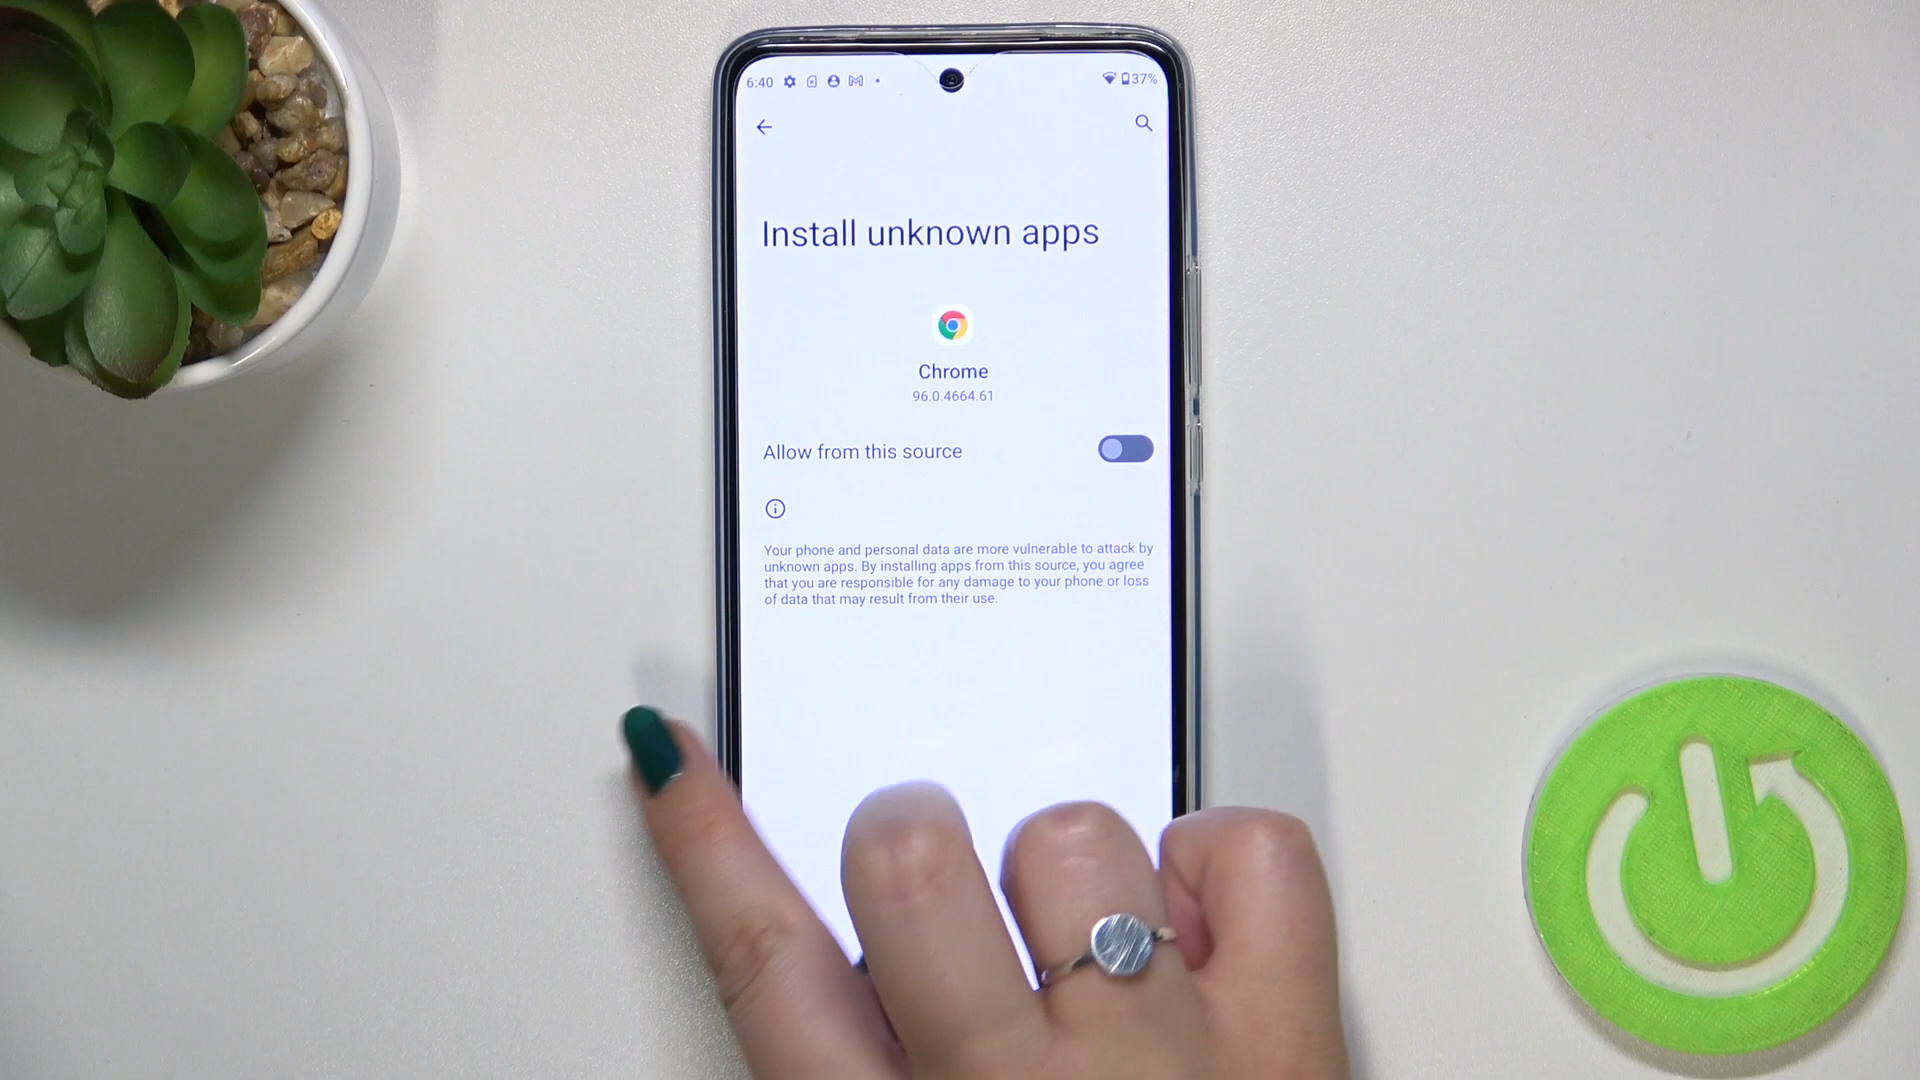 6:40 37%
Install unknown apps
Chrome
96.0.4664.61
Allow from this source
Your phone and personal data are more vulnerable to attack by
unknown apps. By installing apps from this source, you agree
that you are responsible for any damage to your phone or loss
of data that may result from their use.